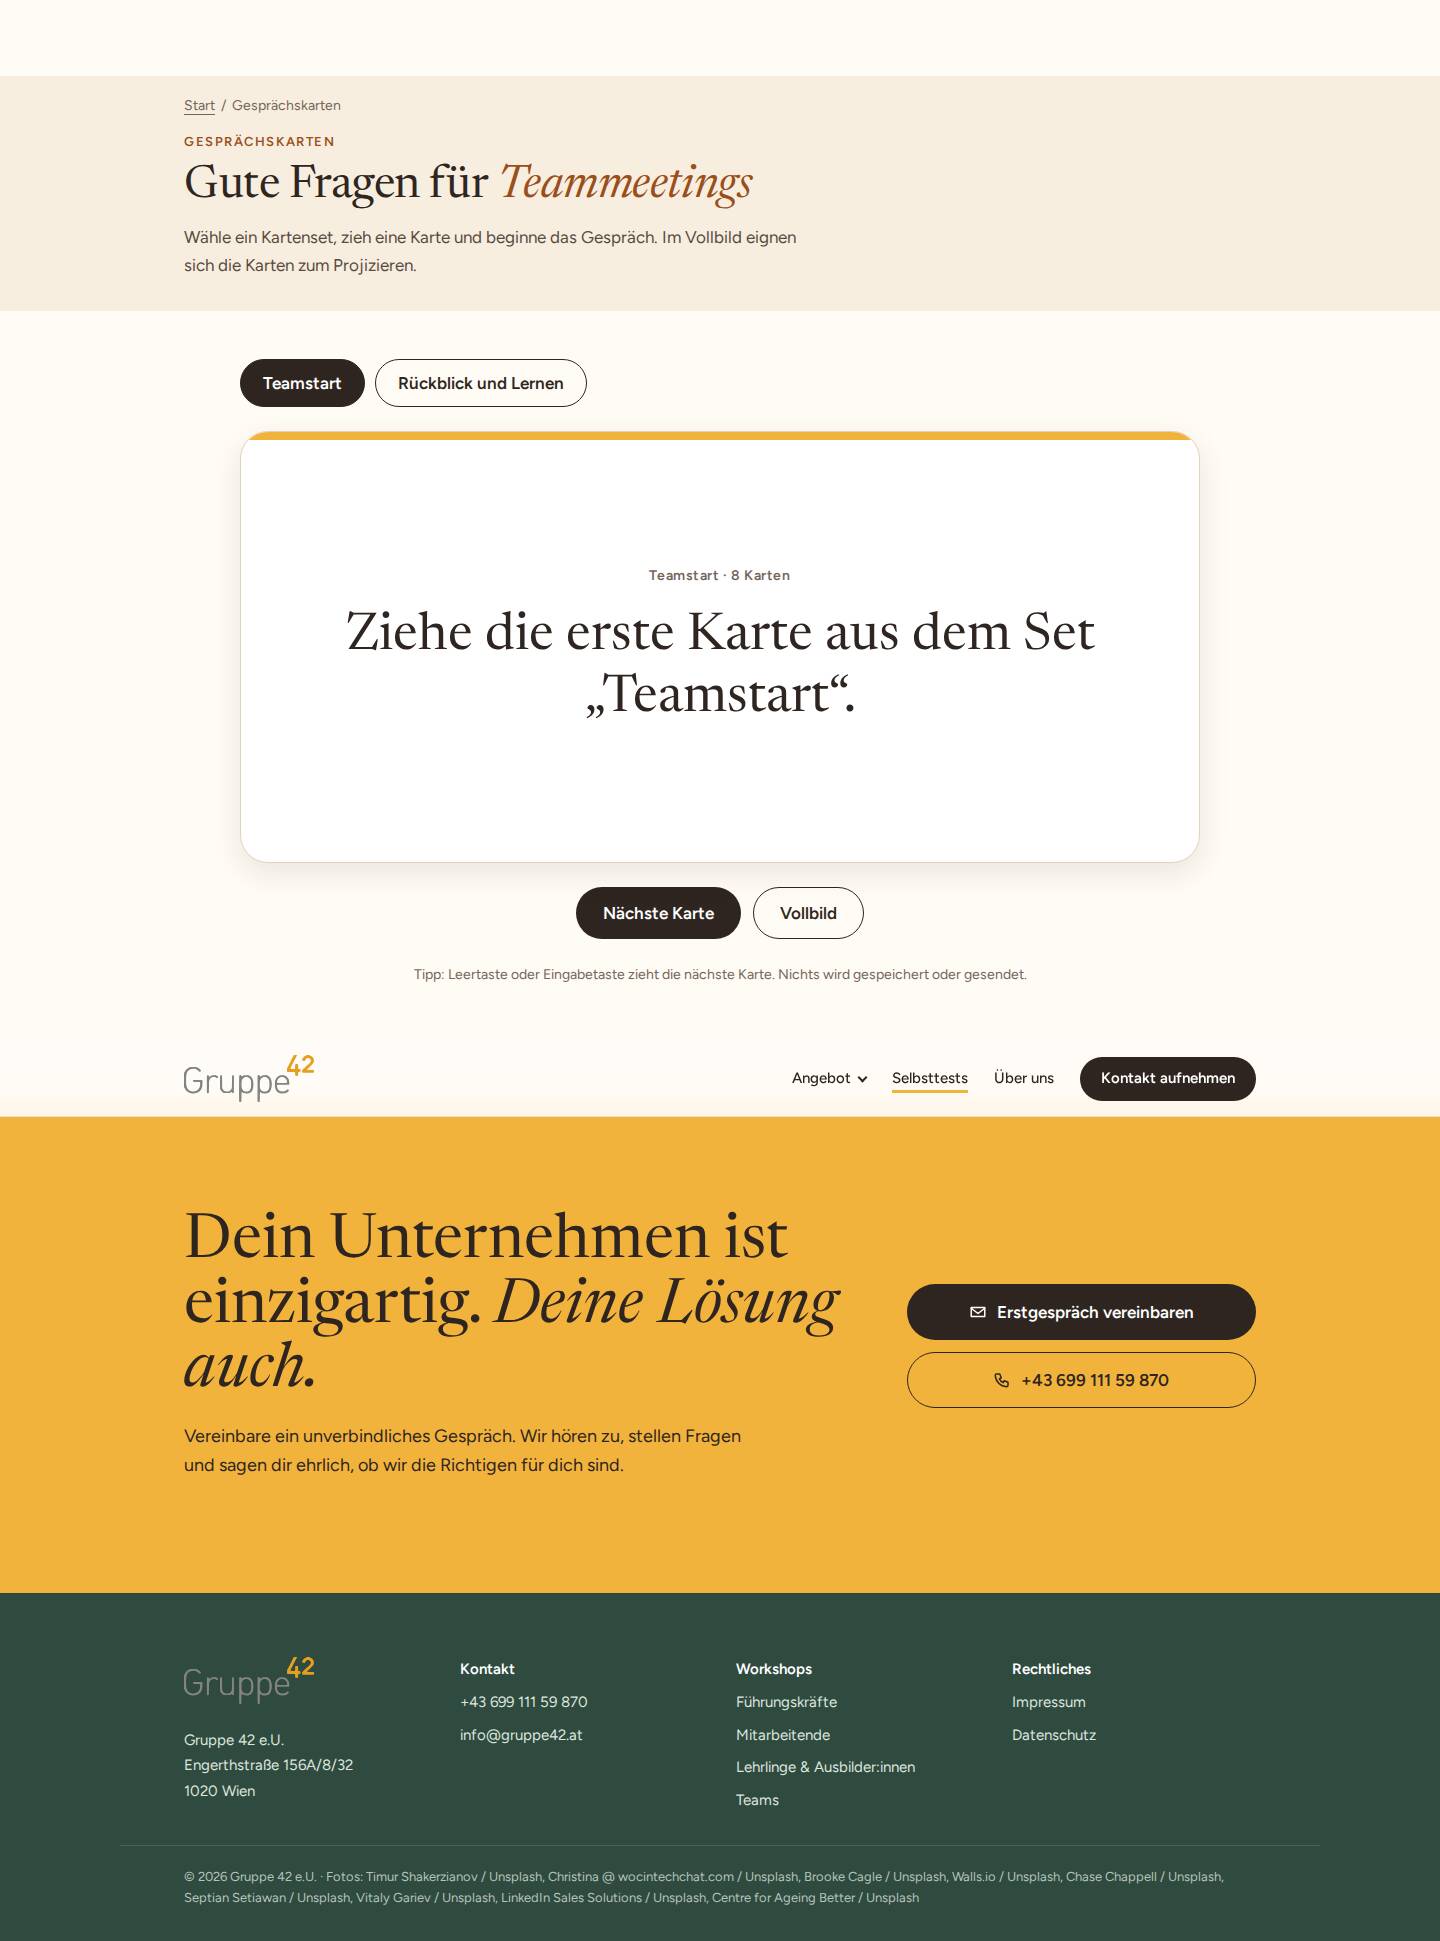 Start / Gesprächskarten
GESPRÄCHSKARTEN
Gute Fragen für Teammeetings
Wähle ein Kartenset, zieh eine Karte und beginne das Gespräch. Im Vollbild eignen
sich die Karten zum Projizieren.
Teamstart
Rückblick und Lernen
Teamstart · 8 Karten
Ziehe die erste Karte aus dem Set
„Teamstart“.
Nächste Karte
Vollbild
Tipp: Leertaste oder Eingabetaste zieht die nächste Karte. Nichts wird gespeichert oder gesendet.
Gruppe 42
Angebot
Selbsttests
Über uns
Kontakt aufnehmen
Dein Unternehmen ist
einzigartig. Deine Lösung
auch.
Vereinbare ein unverbindliches Gespräch. Wir hören zu, stellen Fragen
und sagen dir ehrlich, ob wir die Richtigen für dich sind.
Erstgespräch vereinbaren
+43 699 111 59 870
Gruppe 42
Gruppe 42 e.U.
Engerthstraße 156A/8/32
1020 Wien
Kontakt
+43 699 111 59 870
info@gruppe42.at
Workshops
Führungskräfte
Mitarbeitende
Lehrlinge & Ausbilder:innen
Teams
Rechtliches
Impressum
Datenschutz
© 2026 Gruppe 42 e.U. · Fotos: Timur Shakerzianov / Unsplash, Christina @ wocintechchat.com / Unsplash, Brooke Cagle / Unsplash, Walls.io / Unsplash, Chase Chappell / Unsplash,
Septian Setiawan / Unsplash, Vitaly Gariev / Unsplash, LinkedIn Sales Solutions / Unsplash, Centre for Ageing Better / Unsplash